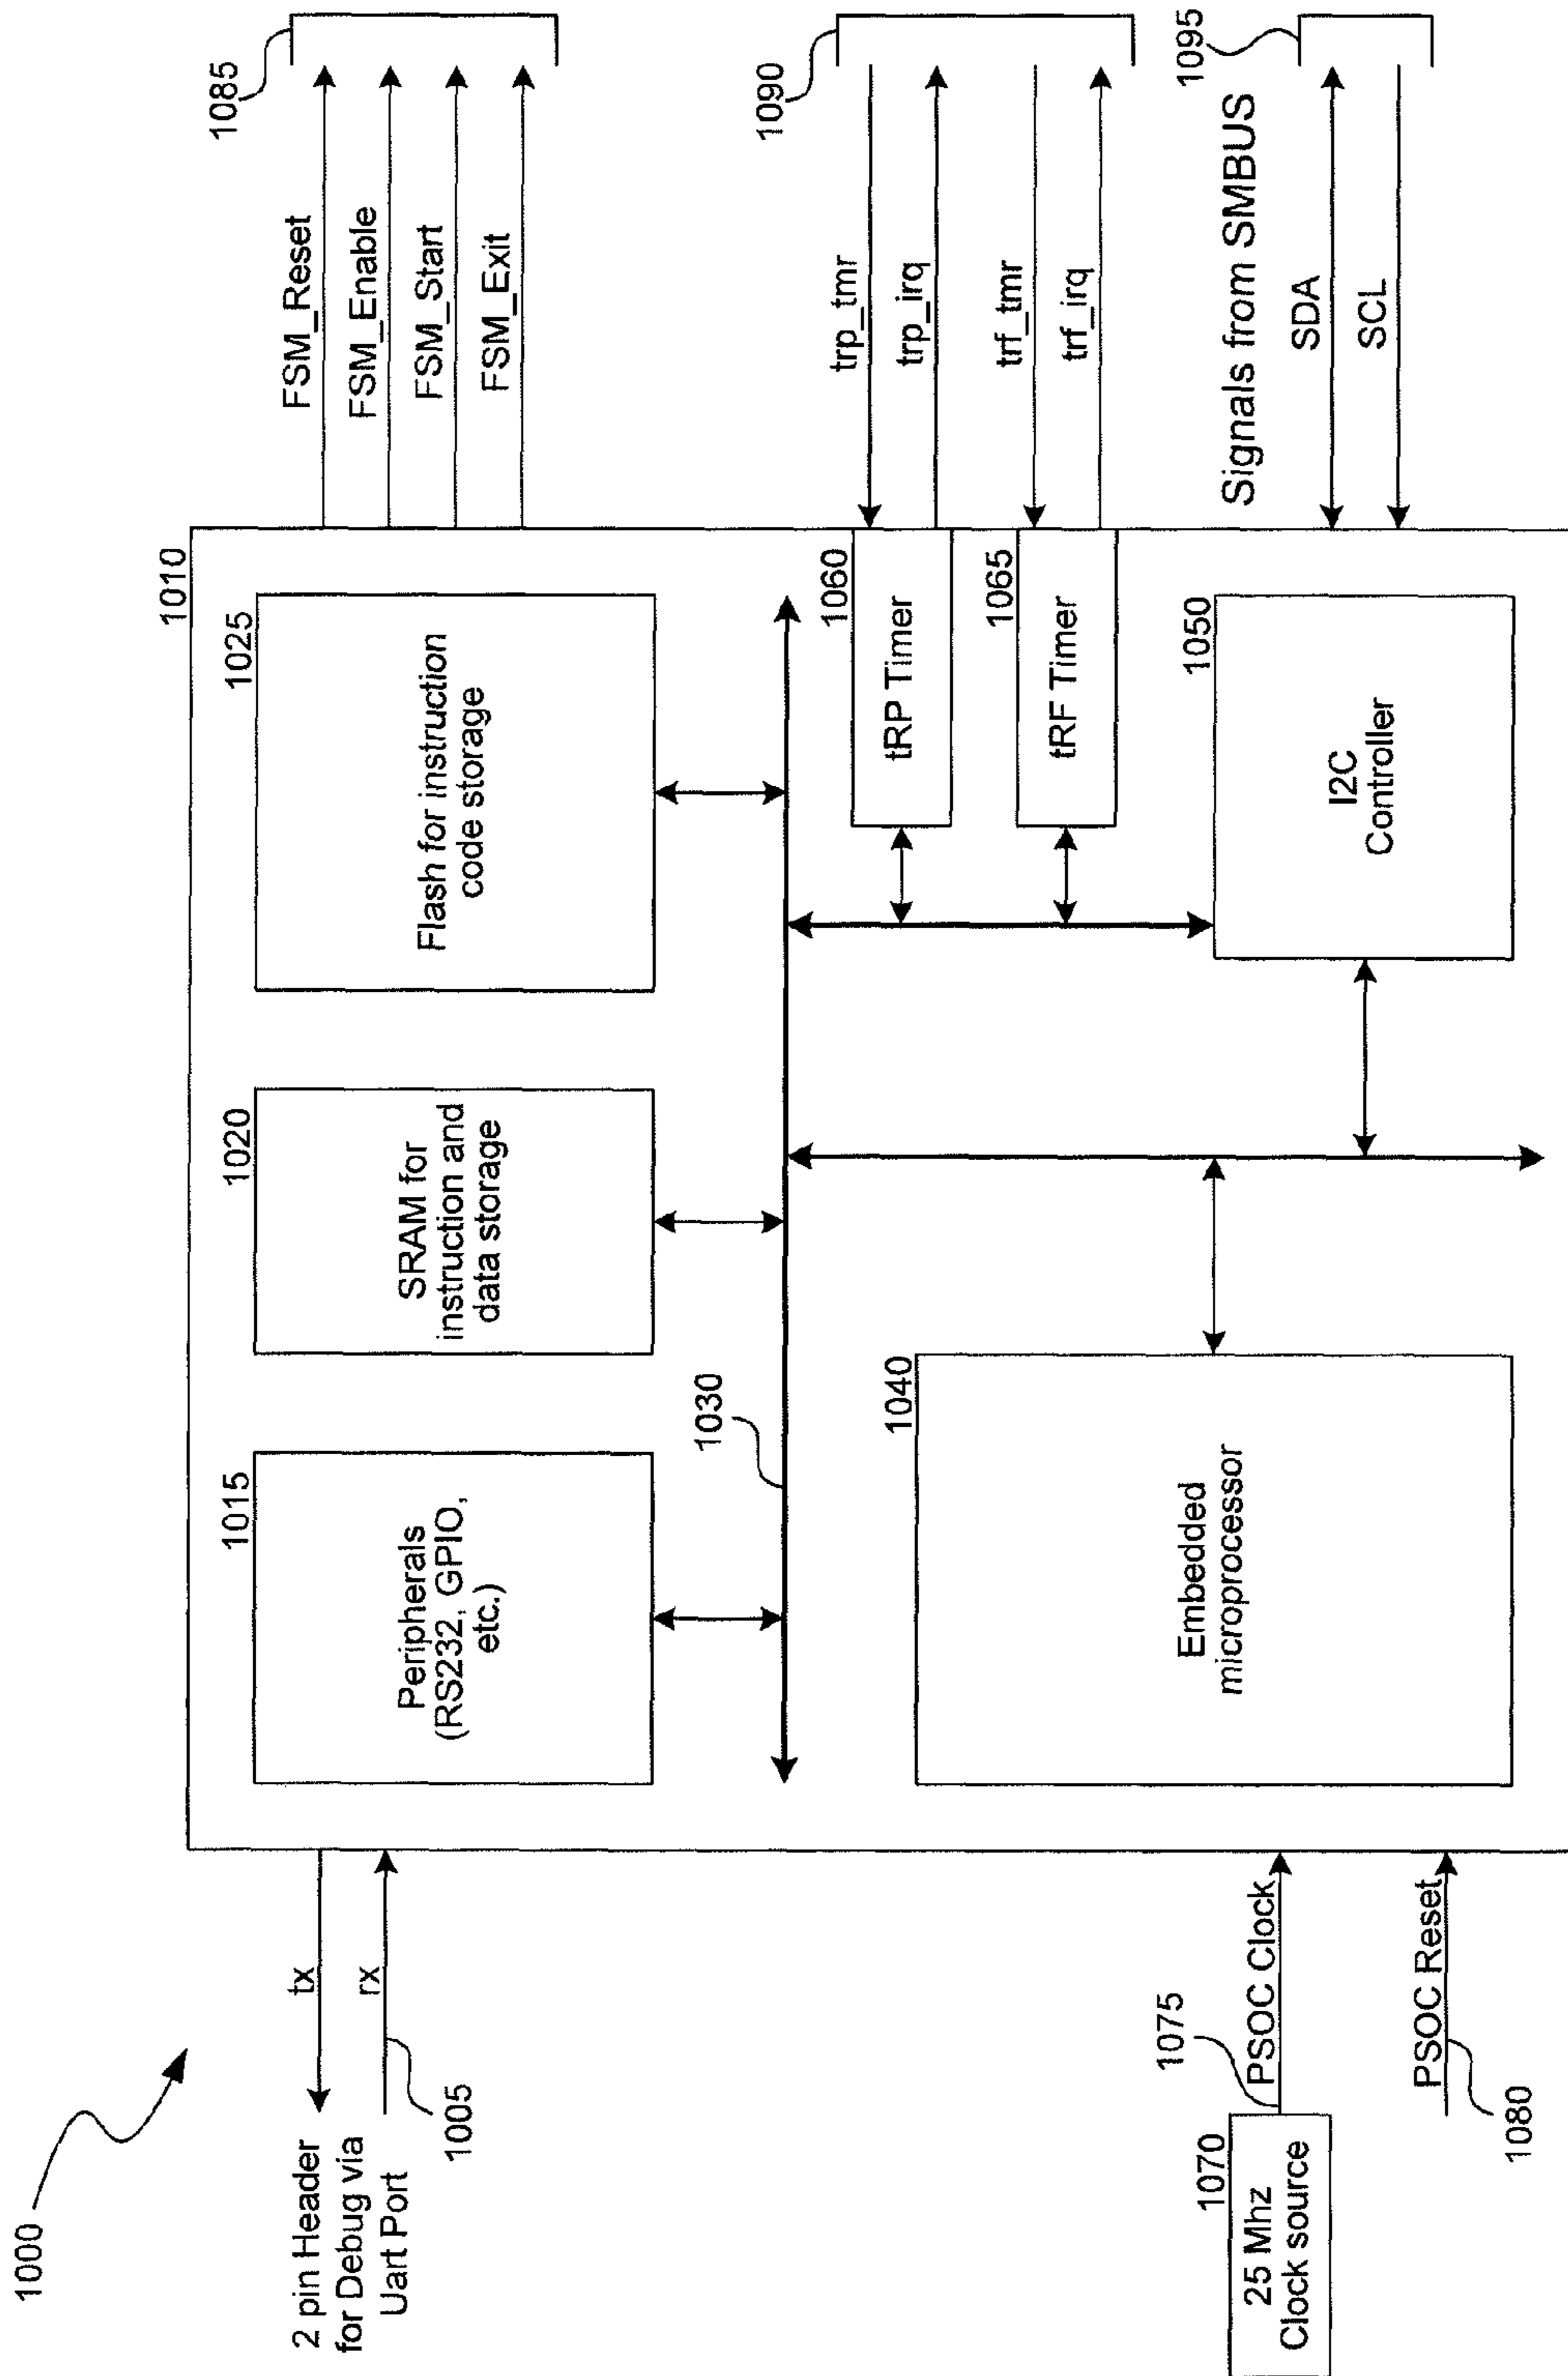 1000
2 pin Header
for Debug via
Uart Port
tx
rx
1005
1010
1015
Peripherals
(RS232, GPIO,
etc.)
1020
SRAM for
instruction and
data storage
1025
Flash for instruction
code storage
FSM_Reset
FSM_Enable
FSM_Start
FSM_Exit
1085
1030
1040
Embedded
microprocessor
1060
tRP Timer
1065
tRF Timer
trp_tmr
trp_irq
trf_tmr
trf_irq
1090
1050
I2C
Controller
Signals from SMBUS
SDA
SCL
1095
1070
25 Mhz
Clock source
1075
PSOC Clock
PSOC Reset
1080